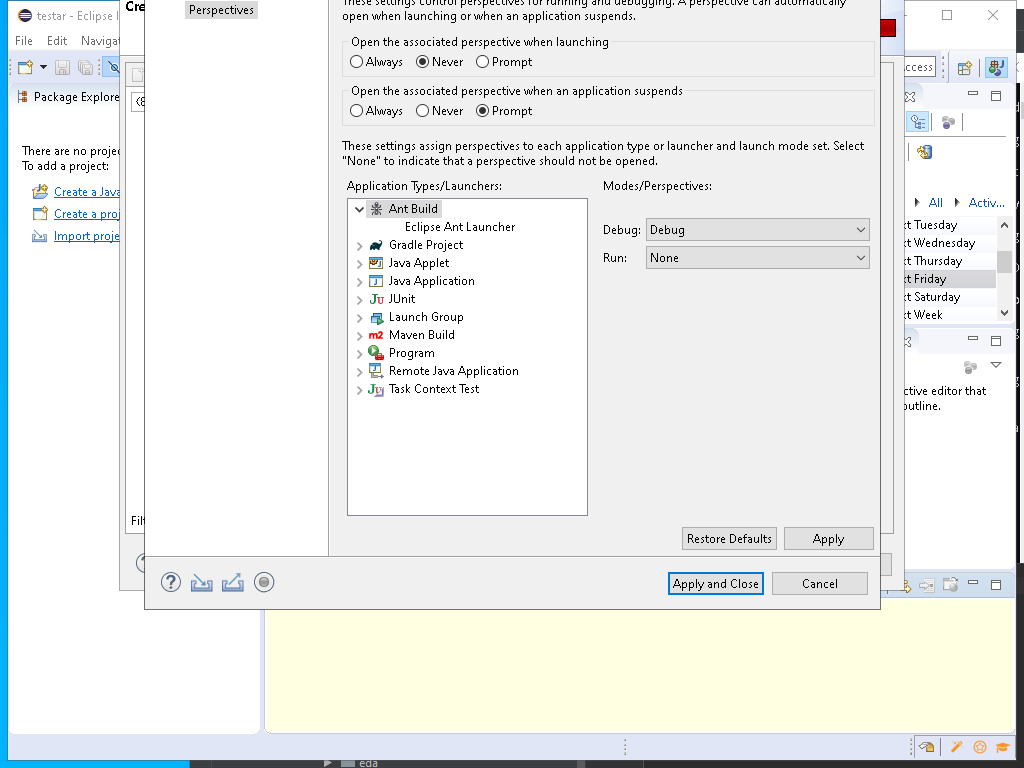 testar - Eclipse I
Cre
Perspectives
These settings control perspectives for running and debugging. A perspective can automatically
open when launching or when an application suspends.
File Edit Navigat
Open the associated perspective when launching
Always Never Prompt
ccess
Package Explore
Open the associated perspective when an application suspends
Always Never Prompt
These settings assign perspectives to each application type or launcher and launch mode set. Select
"None" to indicate that a perspective should not be opened.
There are no projec
To add a project:
Create a Java
Create a proj
Import proje
Application Types/Launchers:
Modes/Perspectives:
Ant Build
Eclipse Ant Launcher
Gradle Project
Java Applet
Java Application
JUnit
Launch Group
Maven Build
Program
Remote Java Application
Task Context Test
Debug: Debug
Run: None
All Activ...
xt Tuesday
xt Wednesday
xt Thursday
xt Friday
xt Saturday
xt Week
ctive editor that
outline.
Filt
Restore Defaults
Apply
Apply and Close
Cancel
eda